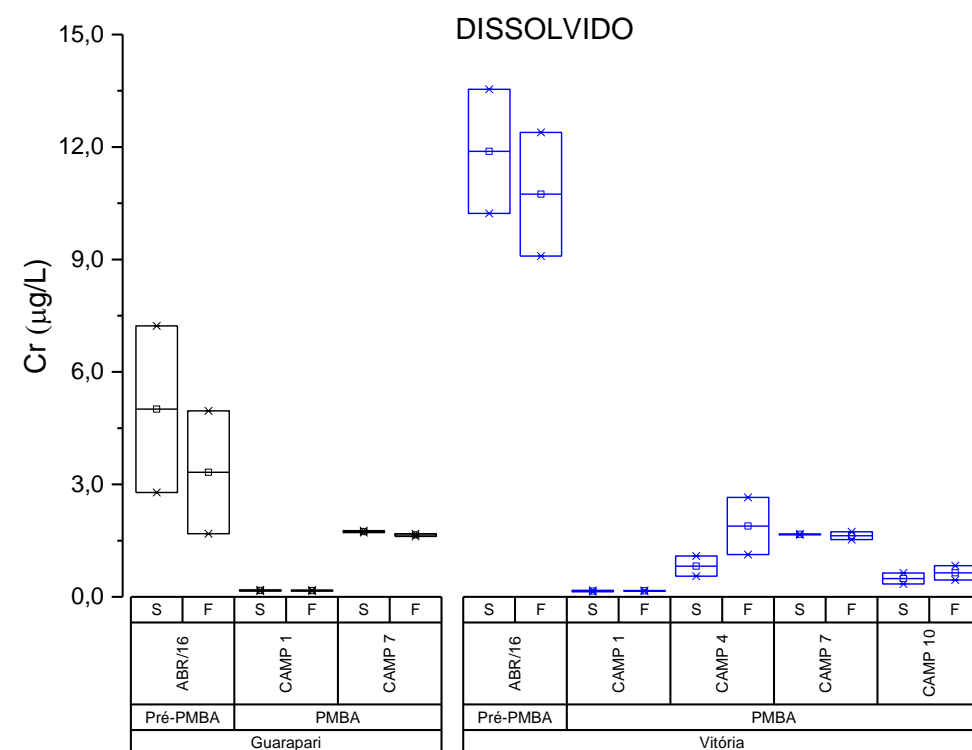 DISSOLVIDO
Cr (µg/L)
15,0
12,0
9,0
6,0
3,0
0,0
S F S F S F S F S F S F S F S F
ABR/16 CAMP 1 CAMP 7 ABR/16 CAMP 1 CAMP 4 CAMP 7 CAMP 10
Pré-PMBA PMBA Pré-PMBA PMBA
Guarapari Vitória